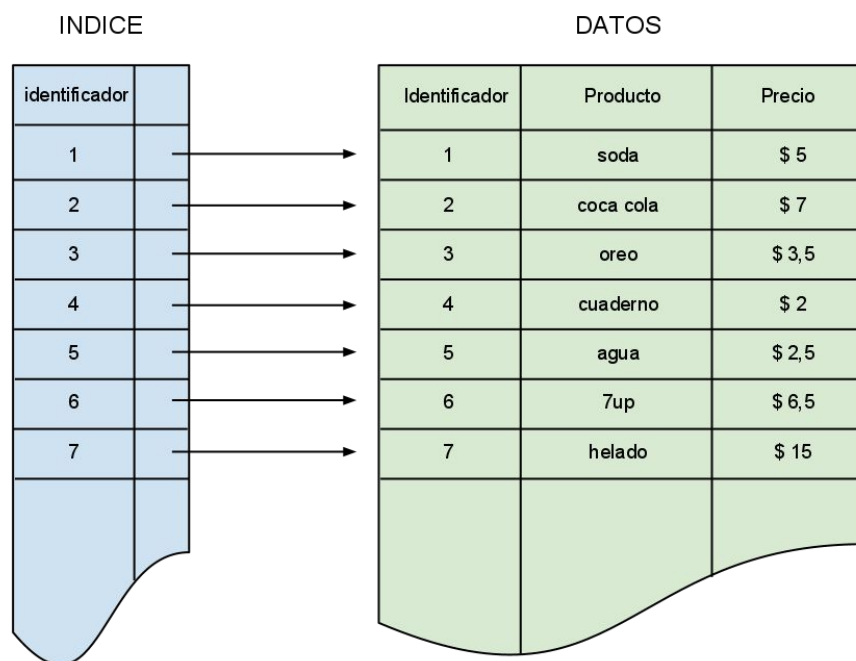 INDICE
DATOS
identificador
1
2
3
4
5
6
7
Identificador Producto Precio
1 soda $ 5
2 coca cola $ 7
3 oreo $ 3,5
4 cuaderno $ 2
5 agua $ 2,5
6 7up $ 6,5
7 helado $ 15